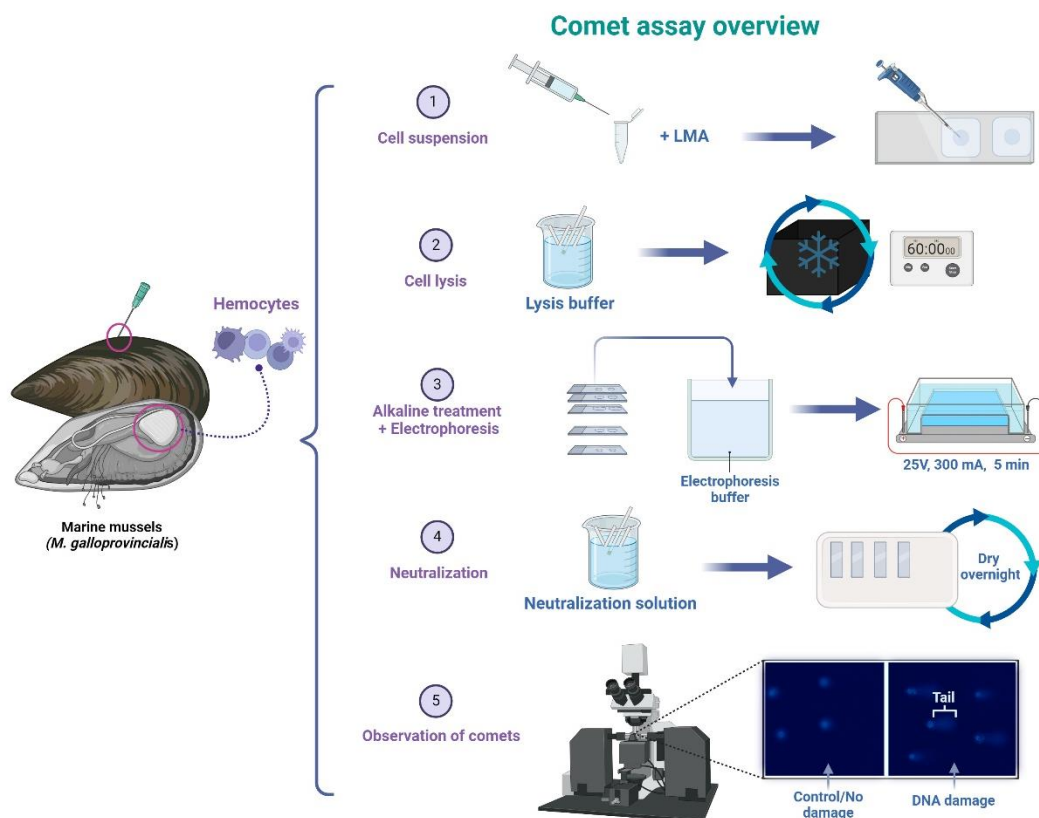 Comet assay overview
1
Cell suspension
+ LMA
2
Cell lysis
Lysis buffer
60:00 00
Hemocytes
3
Alkaline treatment
+ Electrophoresis
Electrophoresis
buffer
25V, 300 mA, 5 min
Marine mussels
(M. galloprovincialis)
4
Neutralization
Neutralization solution
Dry
overnight
5
Observation of comets
Tail
Control/No
damage
DNA damage